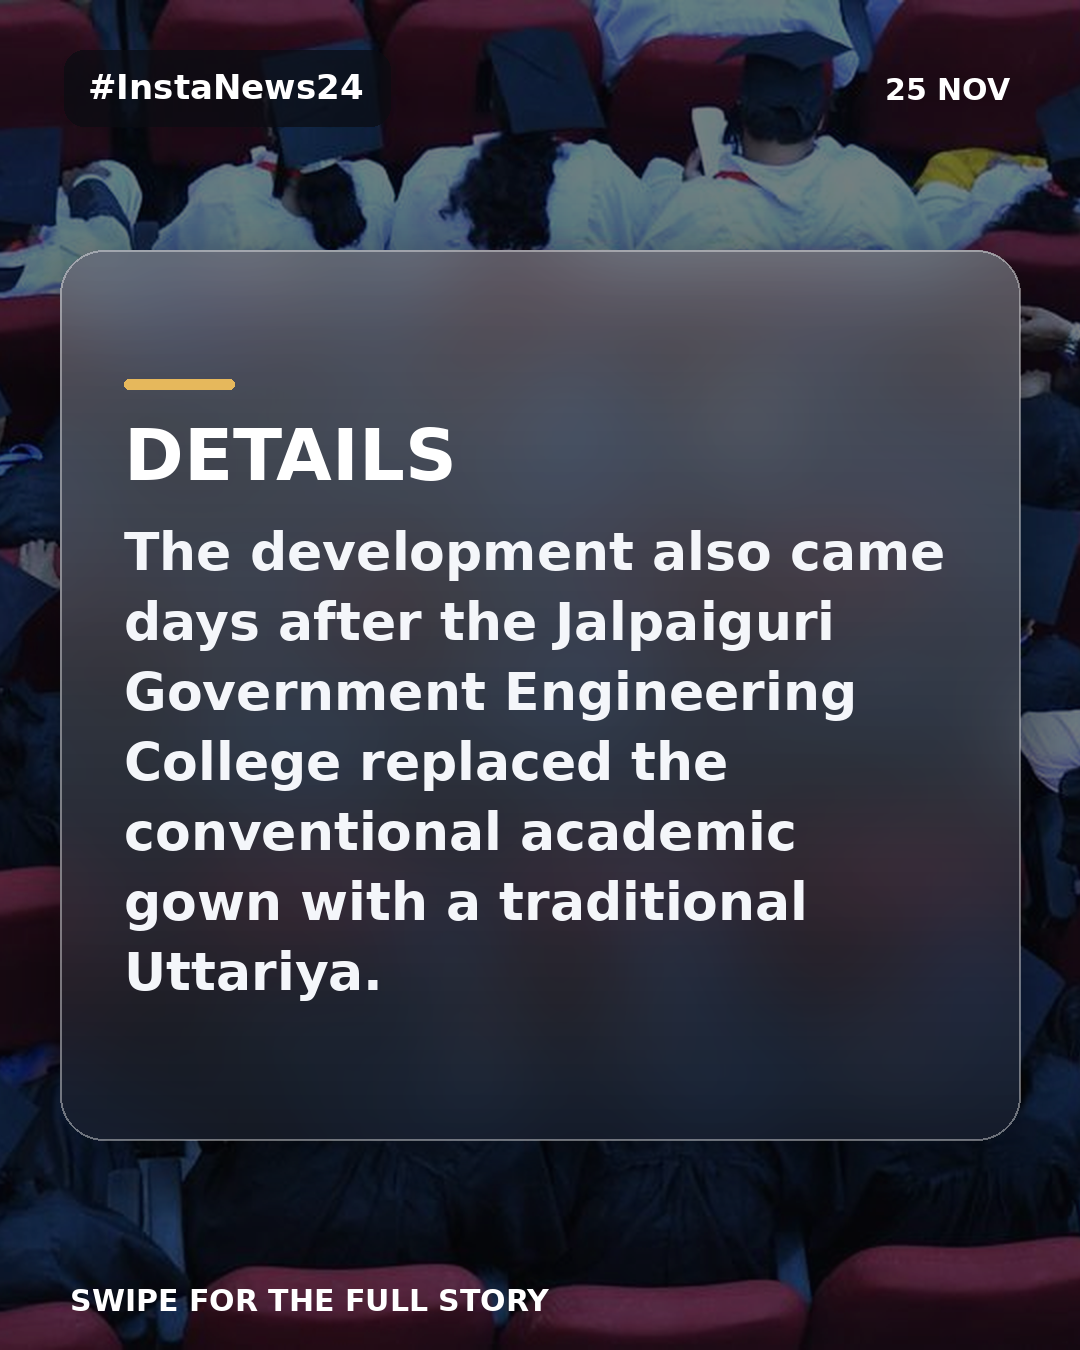 #InstaNews24
25 NOV
DETAILS
The development also came
days after the Jalpaiguri
Government Engineering
College replaced the
conventional academic
gown with a traditional
Uttariya.
SWIPE FOR THE FULL STORY